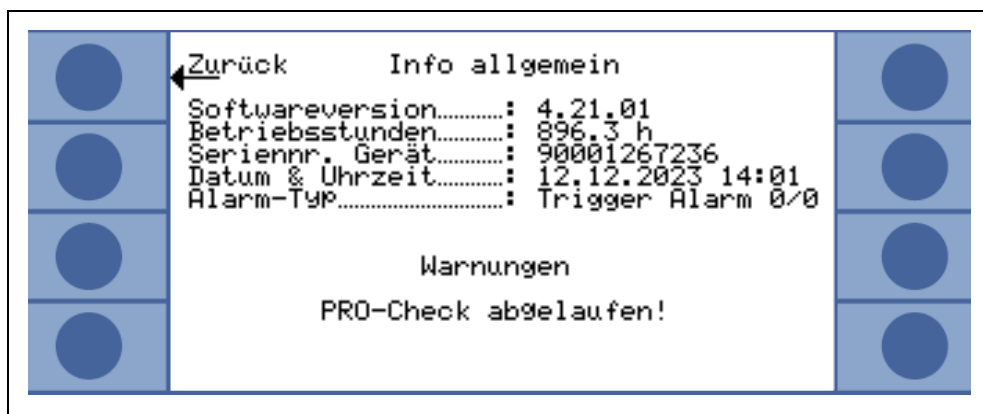 Zurück Info allgemein
Softwareversion.........: 4.21.01
Betriebsstunden.........: 896.3 h
Seriennr. Gerät.........: 90001267236
Datum & Uhrzeit.........: 12.12.2023 14:01
Alarm-Typ.........: Trigger Alarm 0/0
Warnungen
PRO-Check abgelaufen!